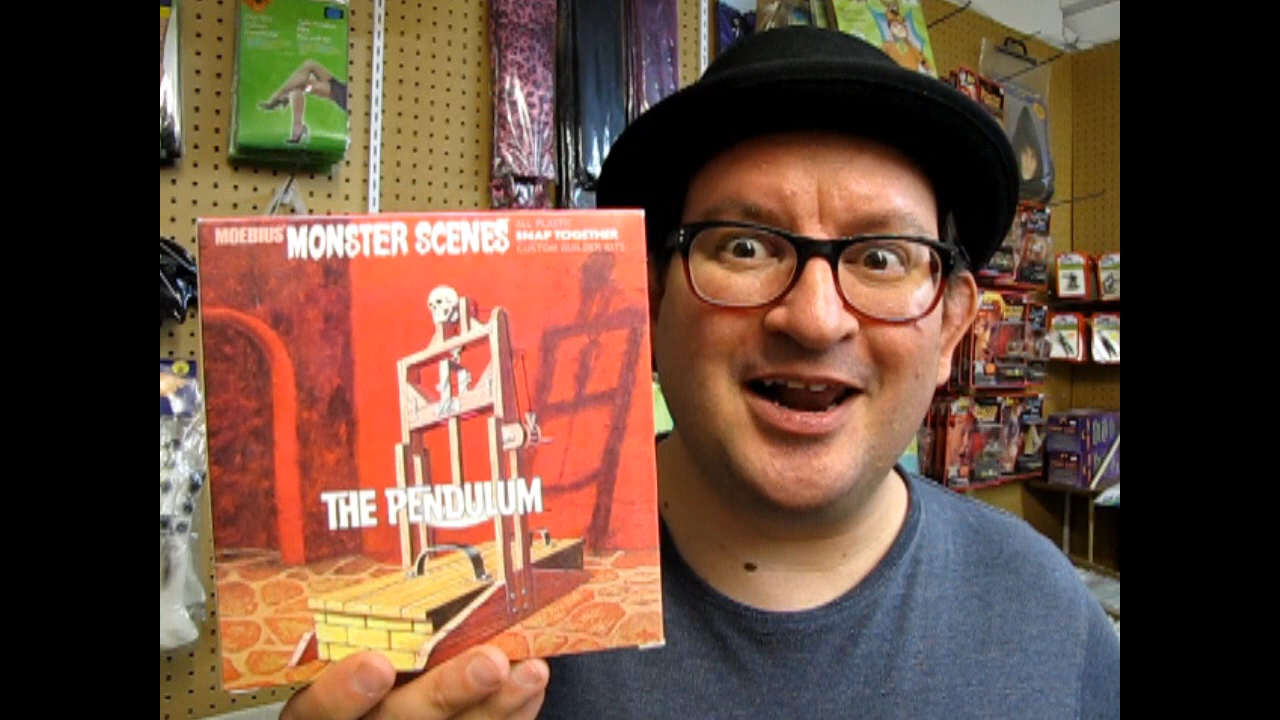 MOEBIUS MONSTER SCENES
ALL PLASTIC
SNAP TOGETHER
CUSTOM BUILDER KITS
THE PENDULUM